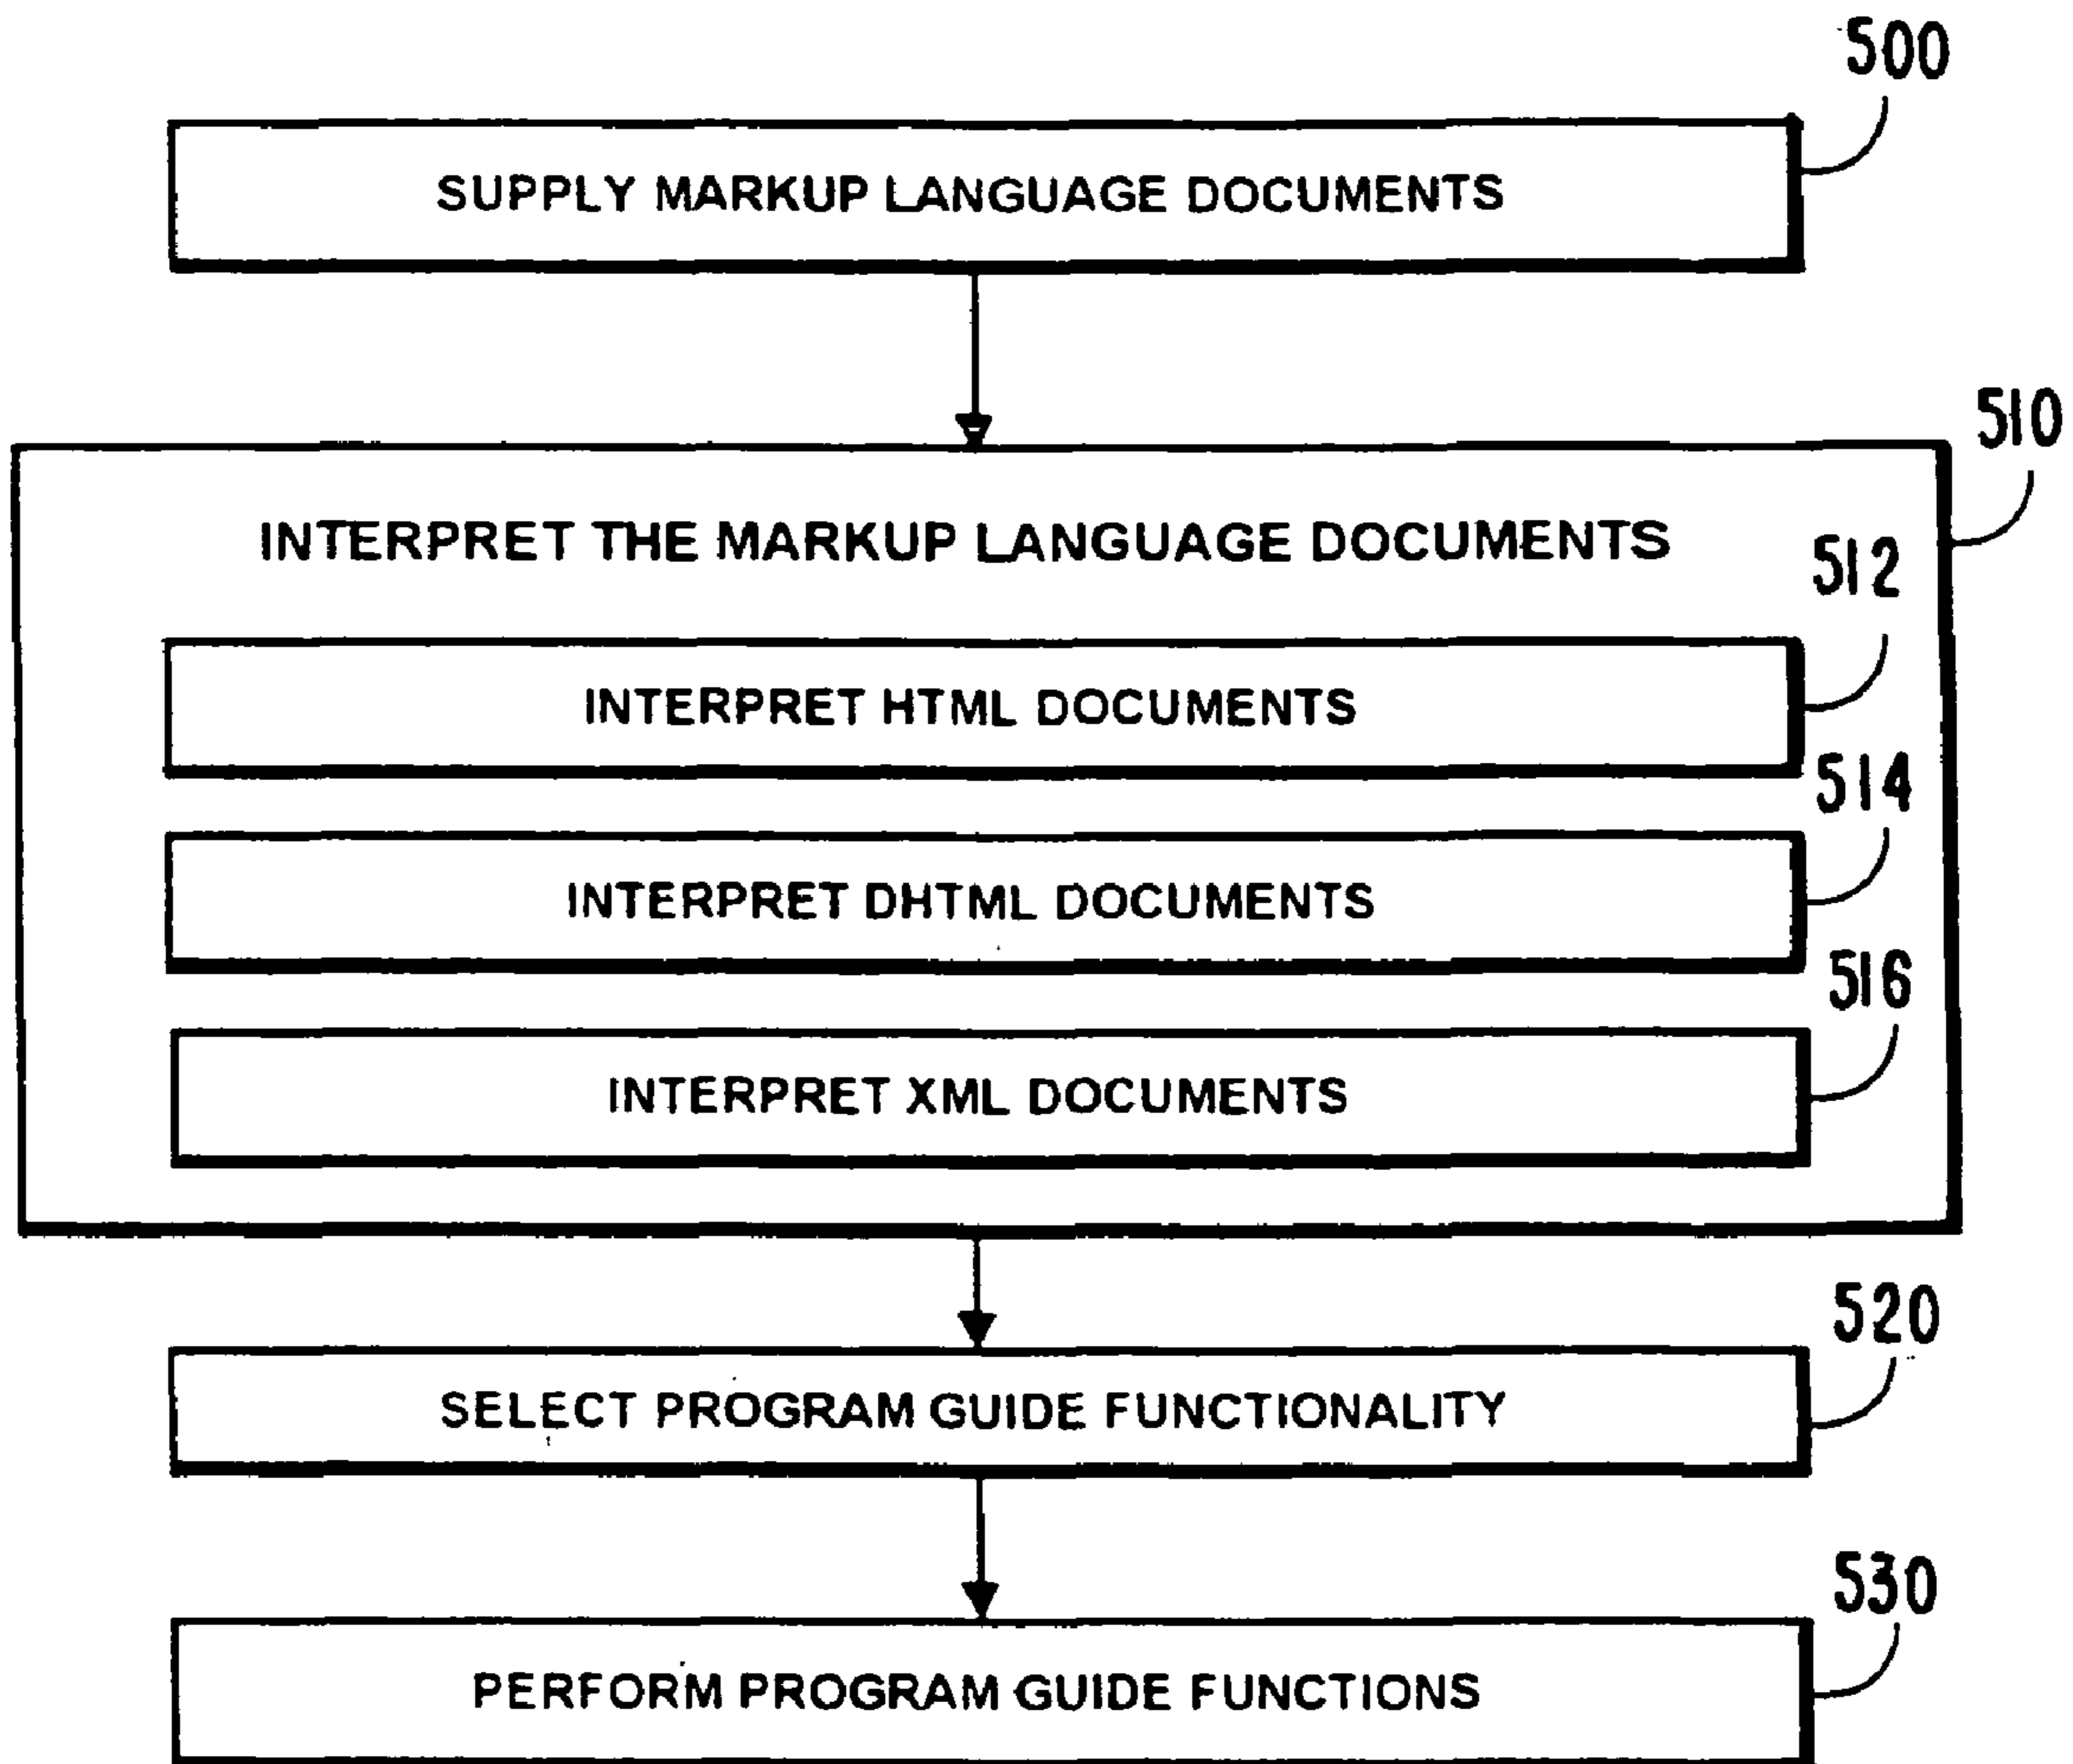 500
SUPPLY MARKUP LANGUAGE DOCUMENTS
510
INTERPRET THE MARKUP LANGUAGE DOCUMENTS
512
INTERPRET HTML DOCUMENTS
514
INTERPRET DHTML DOCUMENTS
516
INTERPRET XML DOCUMENTS
520
SELECT PROGRAM GUIDE FUNCTIONALITY
530
PERFORM PROGRAM GUIDE FUNCTIONS